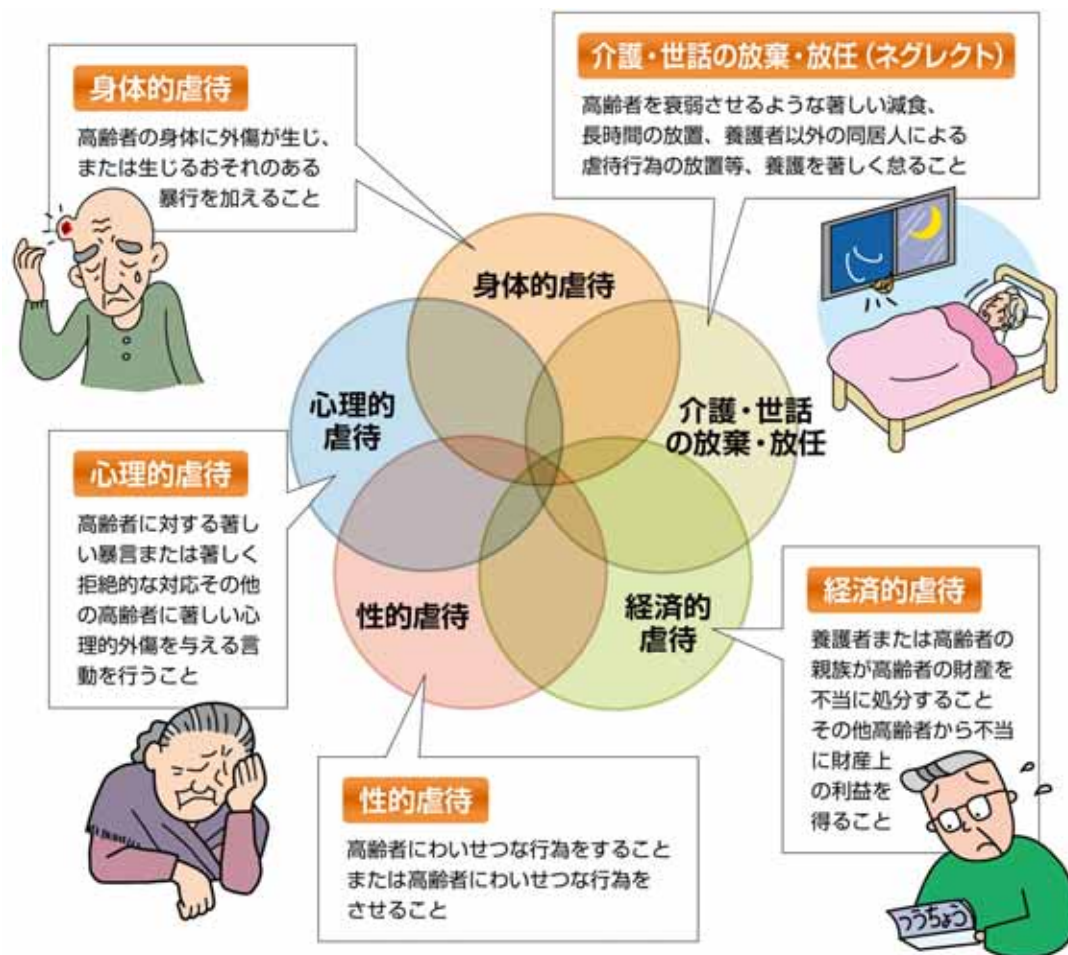 身体的虐待
高齢者の身体に外傷が生じ、
または生じるおそれのある
暴行を加えること
介護・世話の放棄・放任（ネグレクト）
高齢者を衰弱させるような著しい減食、
長時間の放置、養護者以外の同居人による
虐待行為の放置等、養護を著しく怠ること
身体的虐待
心理的
虐待
介護・世話
の放棄・放任
性的虐待
経済的
虐待
心理的虐待
高齢者に対する著し
い暴言または著しく
拒絶的な対応その他
の高齢者に著しい心
理的外傷を与える言
動を行うこと
経済的虐待
養護者または高齢者の
親族が高齢者の財産を
不当に処分すること
その他高齢者から不当
に財産上
の利益を
得ること
性的虐待
高齢者にわいせつな行為をすること
または高齢者にわいせつな行為を
させること
つうちょう